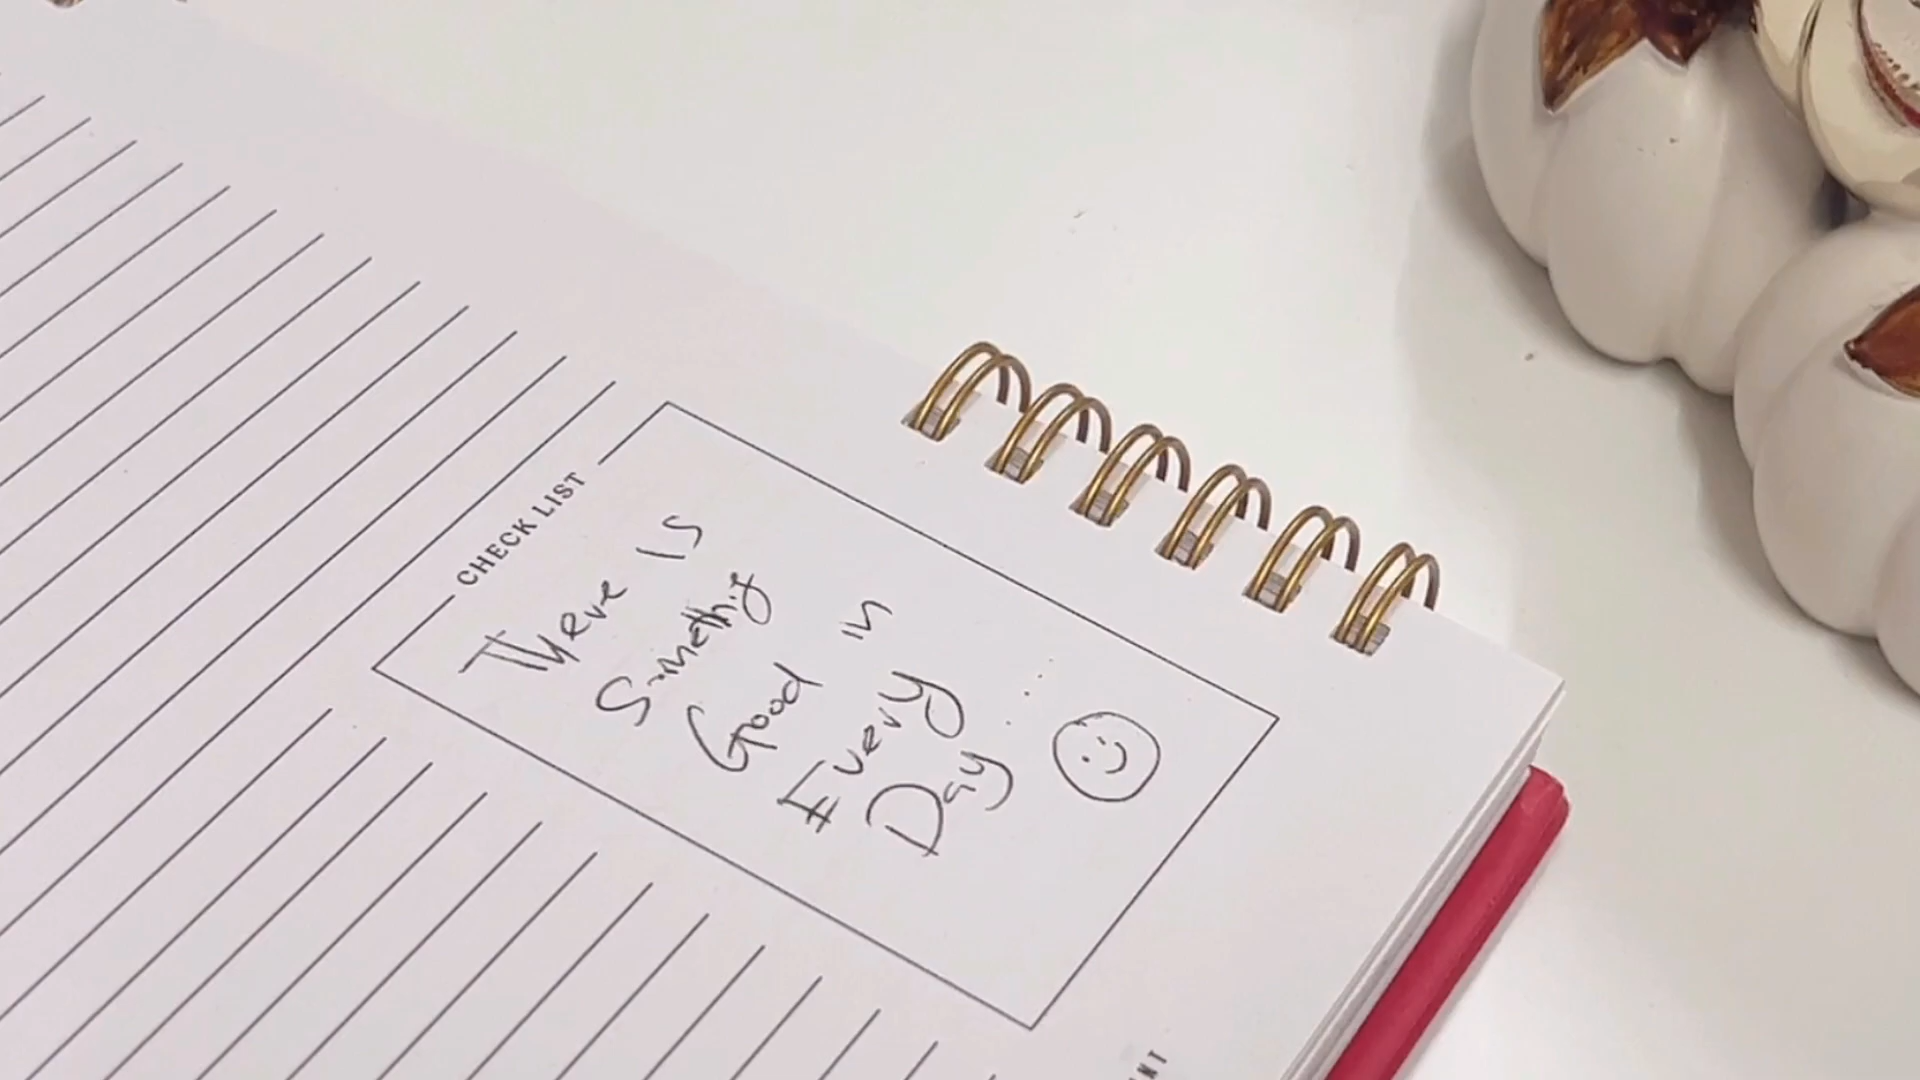 CHECK LIST
There Is
Something
Good in
Every
Day...